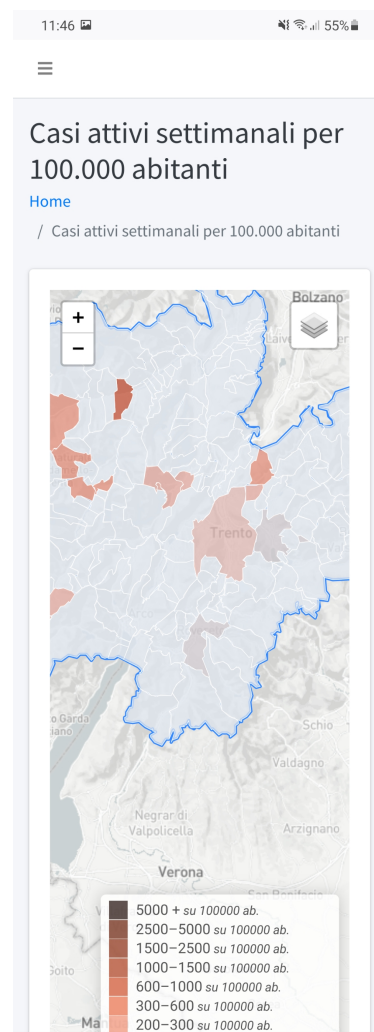 11:46
55%
Casi attivi settimanali per
100.000 abitanti
Home
/ Casi attivi settimanali per 100.000 abitanti
+
−
Bolzano
Trento
Schio
Valdagno
Negrar di
Valpolicella
Arzignano
Verona
5000 + su 100000 ab.
2500–5000 su 100000 ab.
1500–2500 su 100000 ab.
1000–1500 su 100000 ab.
600–1000 su 100000 ab.
300–600 su 100000 ab.
200–300 su 100000 ab.